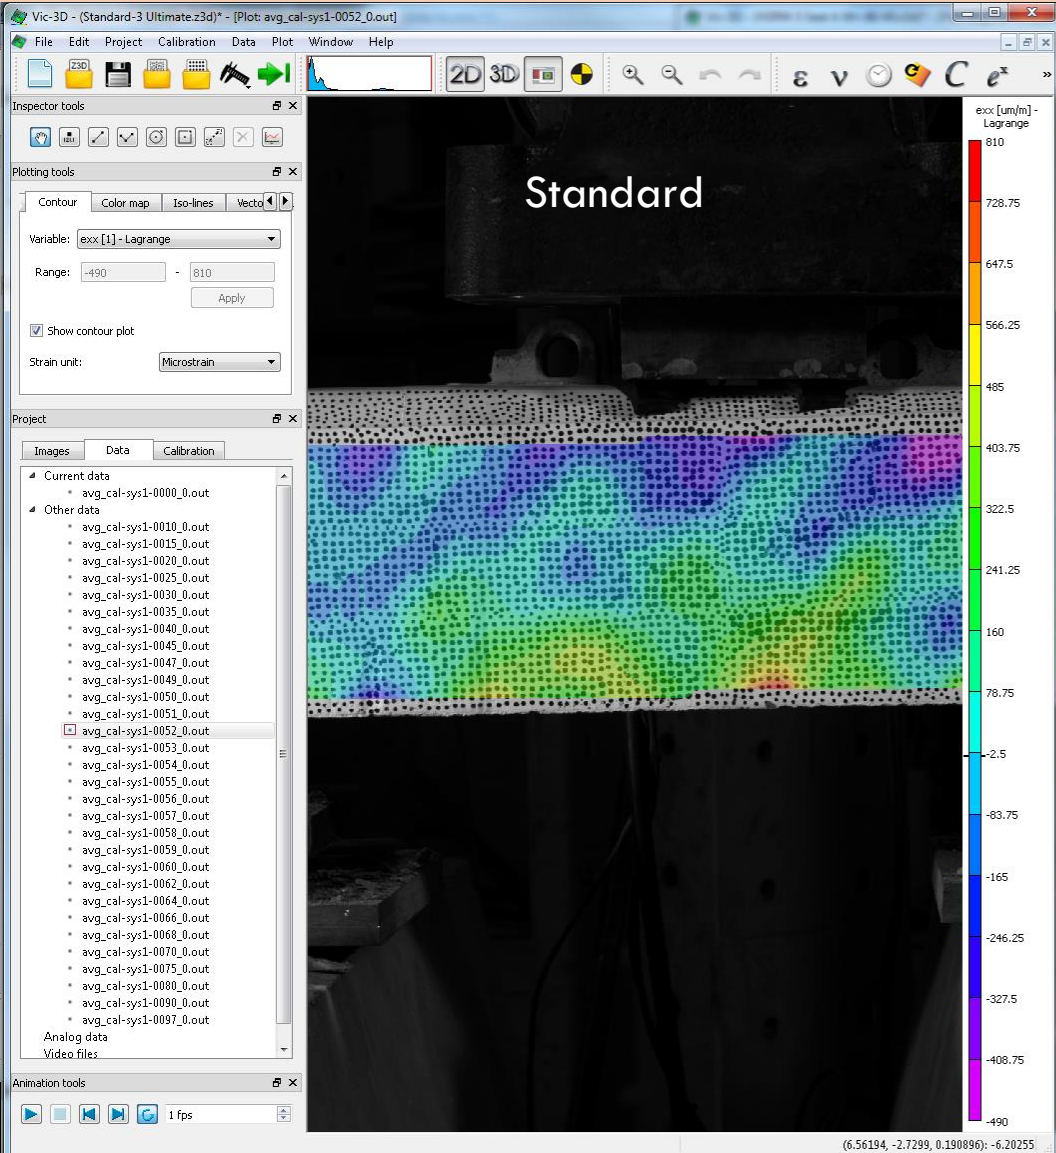 Vic-3D - (Standard-3 Ultimate.z3d)* - [Plot: avg_cal-sys1-0052_0.out]
File Edit Project Calibration Data Plot Window Help
Z3D 2D 3D ε ν C eˣ »
Inspector tools
Plotting tools
Contour Color map Iso-lines Vecto
Variable: exx [1] - Lagrange
Range: -490 - 810
Apply
Show contour plot
Strain unit: Microstrain
Project
Images Data Calibration
Current data
avg_cal-sys1-0000_0.out
Other data
avg_cal-sys1-0010_0.out
avg_cal-sys1-0015_0.out
avg_cal-sys1-0020_0.out
avg_cal-sys1-0025_0.out
avg_cal-sys1-0030_0.out
avg_cal-sys1-0035_0.out
avg_cal-sys1-0040_0.out
avg_cal-sys1-0045_0.out
avg_cal-sys1-0047_0.out
avg_cal-sys1-0049_0.out
avg_cal-sys1-0050_0.out
avg_cal-sys1-0051_0.out
avg_cal-sys1-0052_0.out
avg_cal-sys1-0053_0.out
avg_cal-sys1-0054_0.out
avg_cal-sys1-0055_0.out
avg_cal-sys1-0056_0.out
avg_cal-sys1-0057_0.out
avg_cal-sys1-0058_0.out
avg_cal-sys1-0059_0.out
avg_cal-sys1-0060_0.out
avg_cal-sys1-0062_0.out
avg_cal-sys1-0064_0.out
avg_cal-sys1-0066_0.out
avg_cal-sys1-0068_0.out
avg_cal-sys1-0070_0.out
avg_cal-sys1-0075_0.out
avg_cal-sys1-0080_0.out
avg_cal-sys1-0090_0.out
avg_cal-sys1-0097_0.out
Analog data
Video files
Animation tools
1 fps
Standard
exx [um/m] -
Lagrange
810
728.75
647.5
566.25
485
403.75
322.5
241.25
160
78.75
-2.5
-83.75
-165
-246.25
-327.5
-408.75
-490
(6.56194, -2.7299, 0.190896): -6.20255